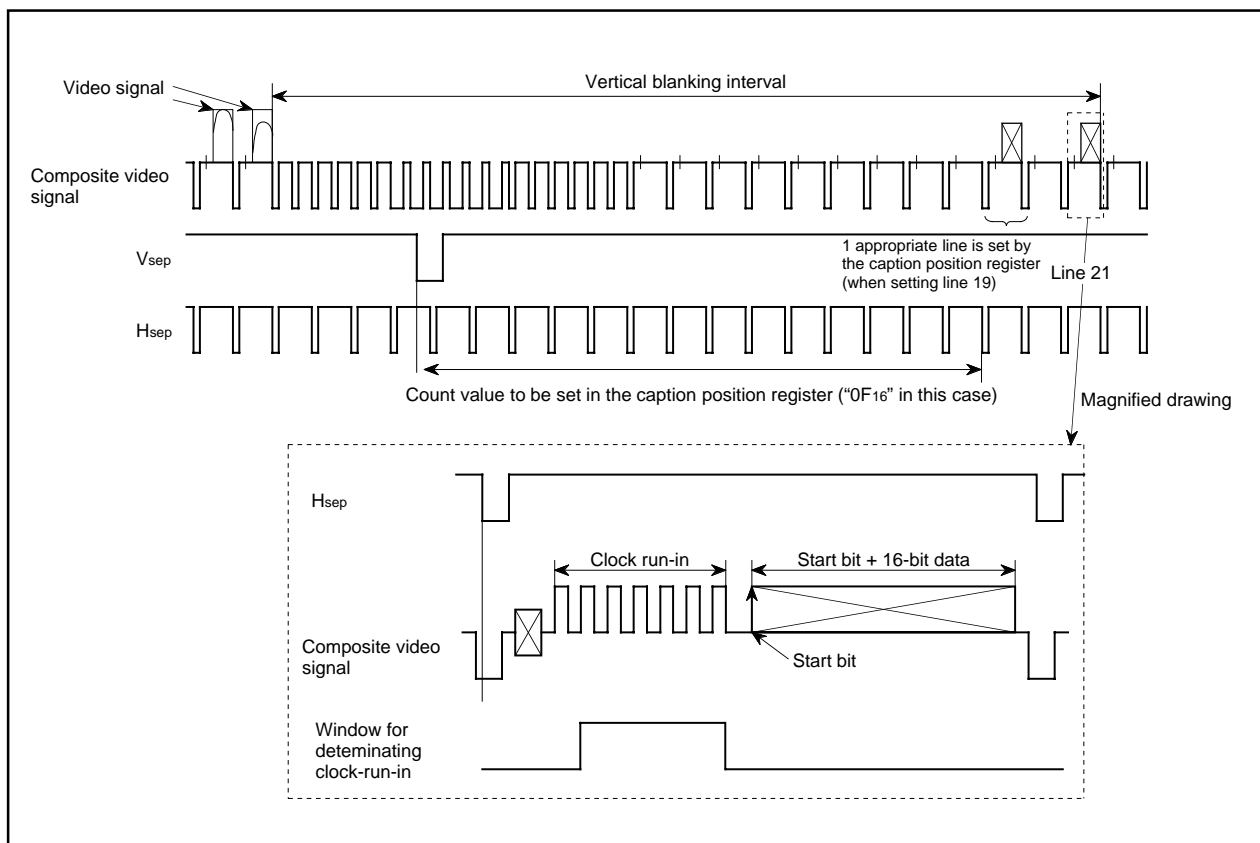 Vertical blanking interval
Video signal
Composite video
signal
Vsep
1 appropriate line is set by
the caption position register
(when setting line 19)
Line 21
Hsep
Count value to be set in the caption position register (“0F16” in this case)
Magnified drawing
Hsep
Clock run-in
Start bit + 16-bit data
Composite video
signal
Start bit
Window for
deteminating
clock-run-in